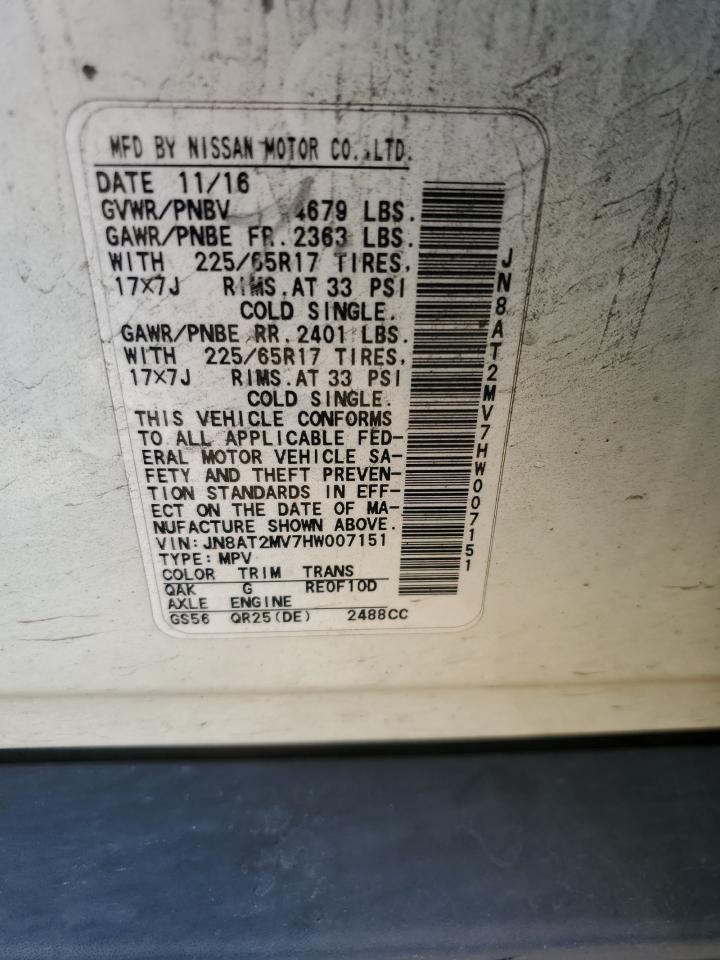 MFD BY NISSAN MOTOR CO.,LTD.
DATE 11/16
GVWR/PNBV 4679 LBS.
GAWR/PNBE FR.2363 LBS.
WITH 225/65R17 TIRES,
17X7J RIMS.AT 33 PSI
COLD SINGLE.
GAWR/PNBE RR.2401 LBS.
WITH 225/65R17 TIRES,
17X7J RIMS.AT 33 PSI
COLD SINGLE.
THIS VEHICLE CONFORMS
TO ALL APPLICABLE FED-
ERAL MOTOR VEHICLE SA-
FETY AND THEFT PREVEN-
TION STANDARDS IN EFF-
ECT ON THE DATE OF MA-
NUFACTURE SHOWN ABOVE.
VIN:JN8AT2MV7HW007151
TYPE:MPV
COLOR TRIM TRANS
QAK G RE0F10D
AXLE ENGINE
GS56 QR25(DE) 2488CC
JN8AT2MV7HW007151